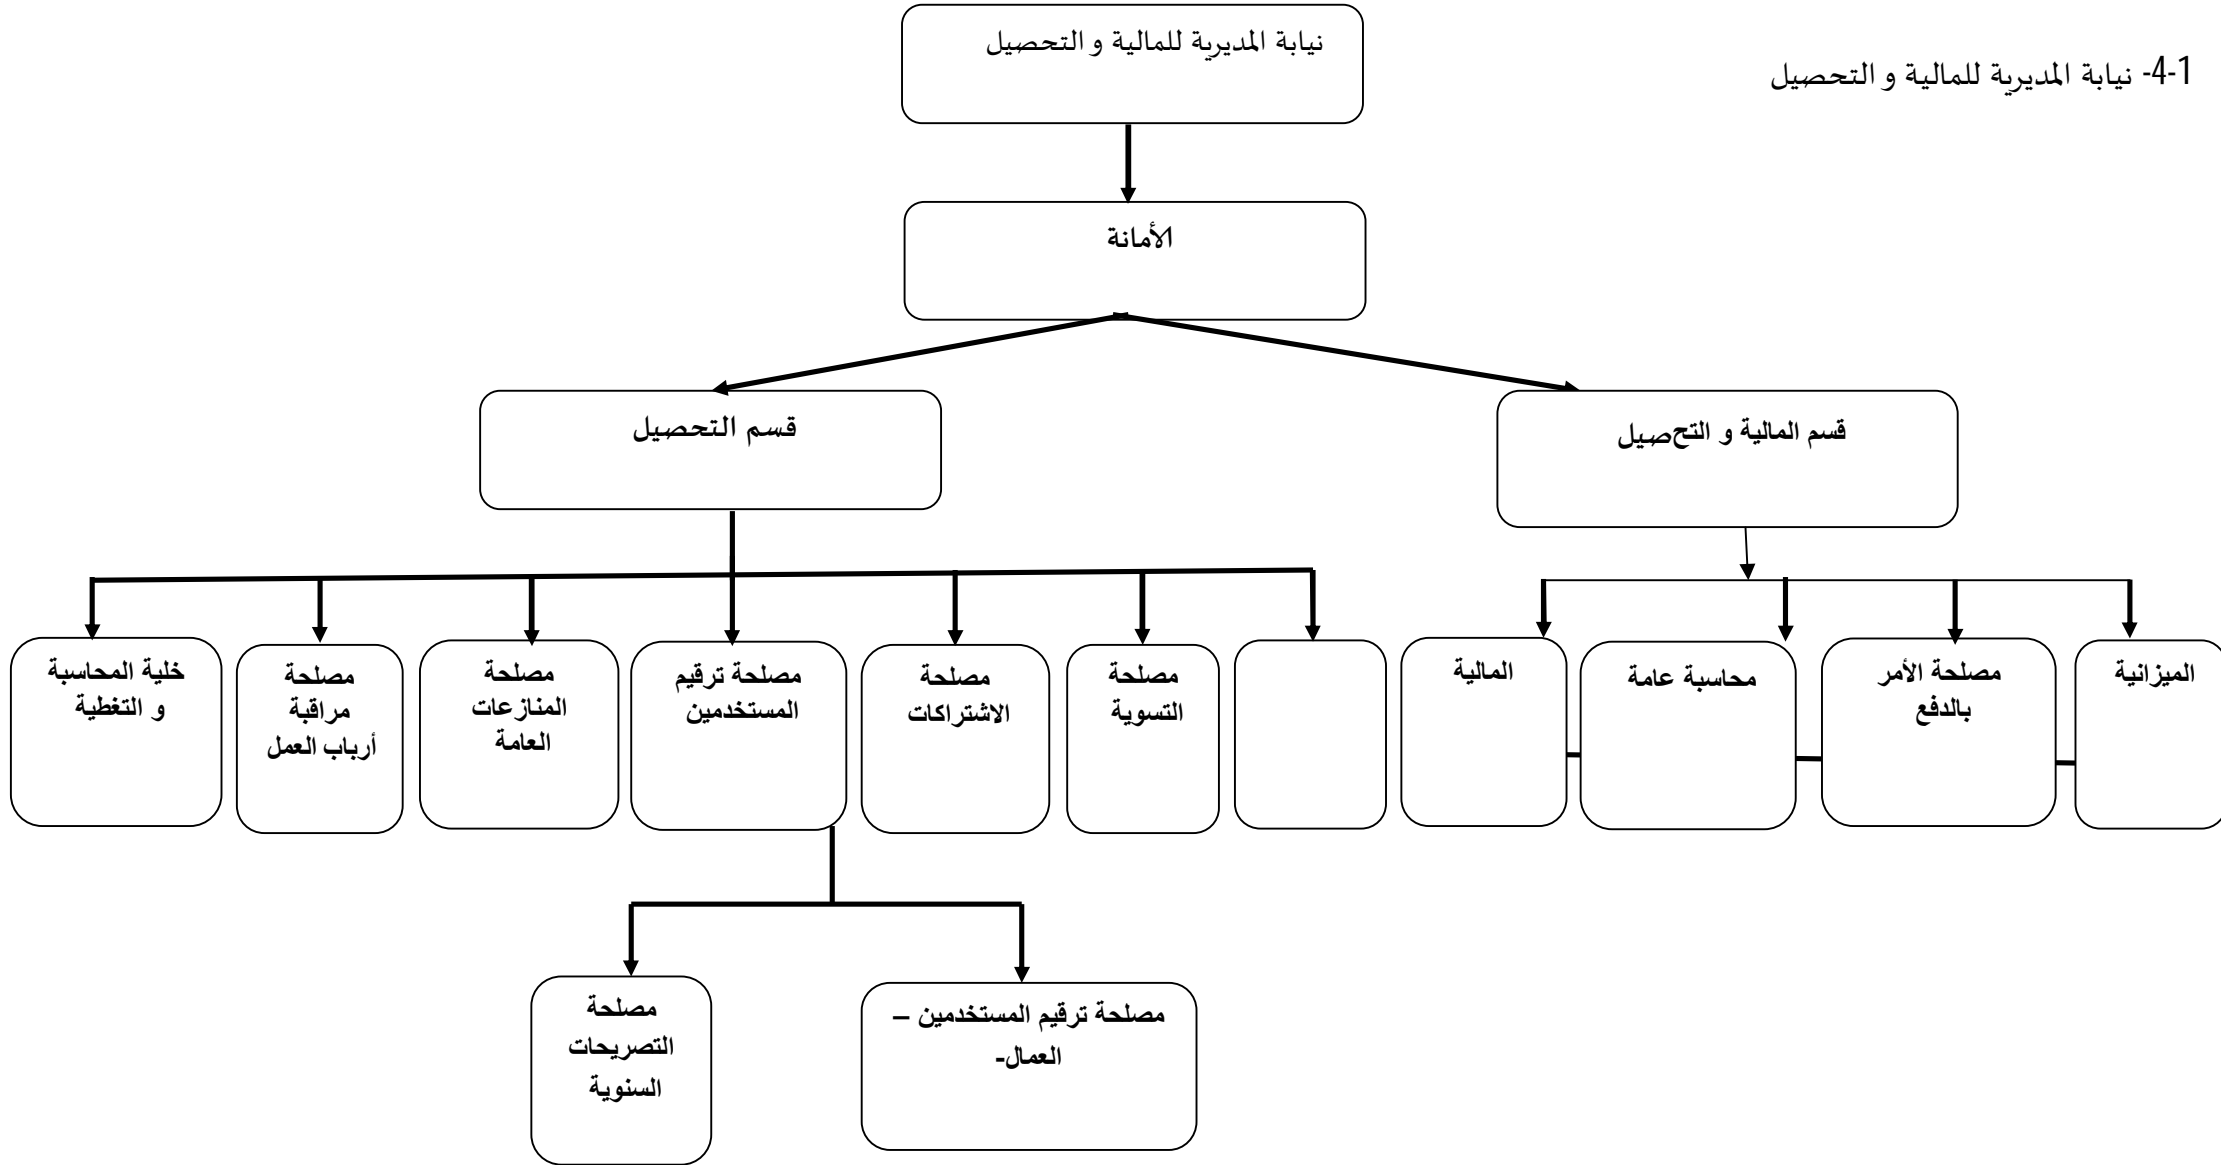 نيابة المديرية للمالية و التحصيل
4-1- نيابة المديرية للمالية و التحصيل
الأمانة
قسم المالية و التحصيل
قسم التحصيل
الميزانية
مصلحة الأمر
بالدفع
محاسبة عامة
المالية
مصلحة
التسوية
مصلحة
الاشتراكات
مصلحة ترقيم
المستخدمين
مصلحة
المنازعات
العامة
مصلحة
مراقبة
أرباب العمل
خلية المحاسبة
و التغطية
مصلحة ترقيم المستخدمين –
العمال-
مصلحة
التصريحات
السنوية